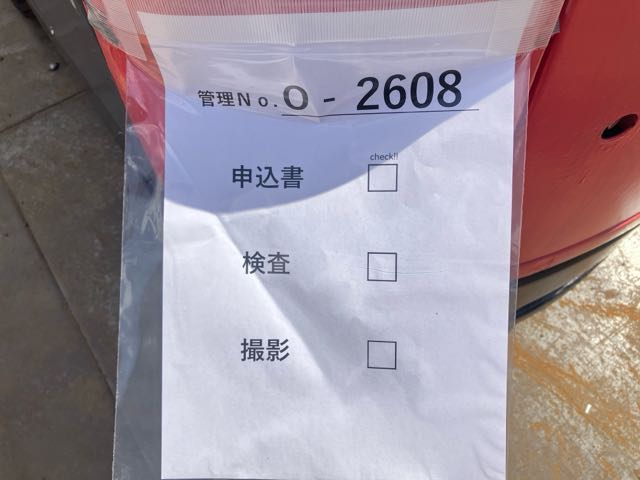 管理No. O - 2608
check!!
申込書 □
検査 □
撮影 □